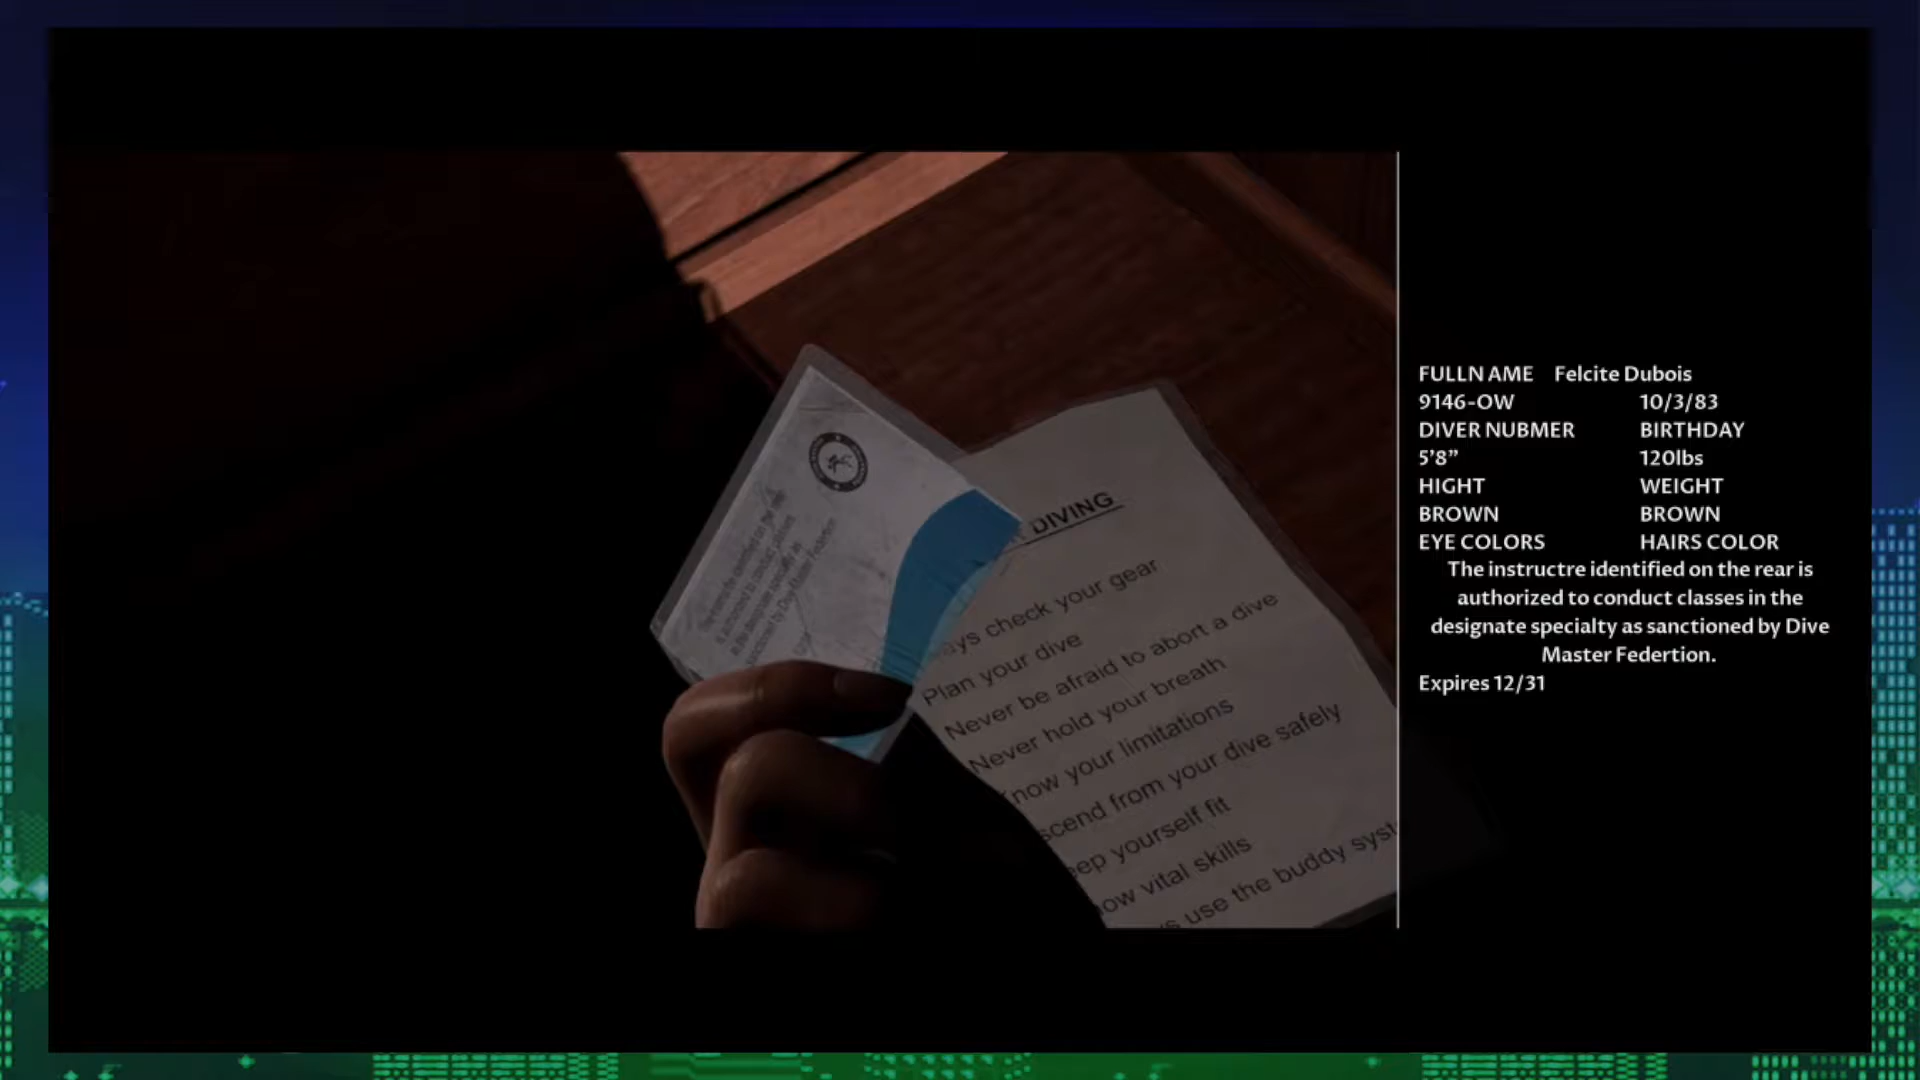 DIVING
ays check your gear
Plan your dive
Never be afraid to abort a dive
Never hold your breath
Know your limitations
scend from your dive safely
eep yourself fit
now vital skills
ys use the buddy syst
FULLN AME Felcite Dubois
9146-OW 10/3/83
DIVER NUBMER BIRTHDAY
5'8” 120lbs
HIGHT WEIGHT
BROWN BROWN
EYE COLORS HAIRS COLOR
The instructre identified on the rear is
authorized to conduct classes in the
designate specialty as sanctioned by Dive
Master Federtion.
Expires 12/31